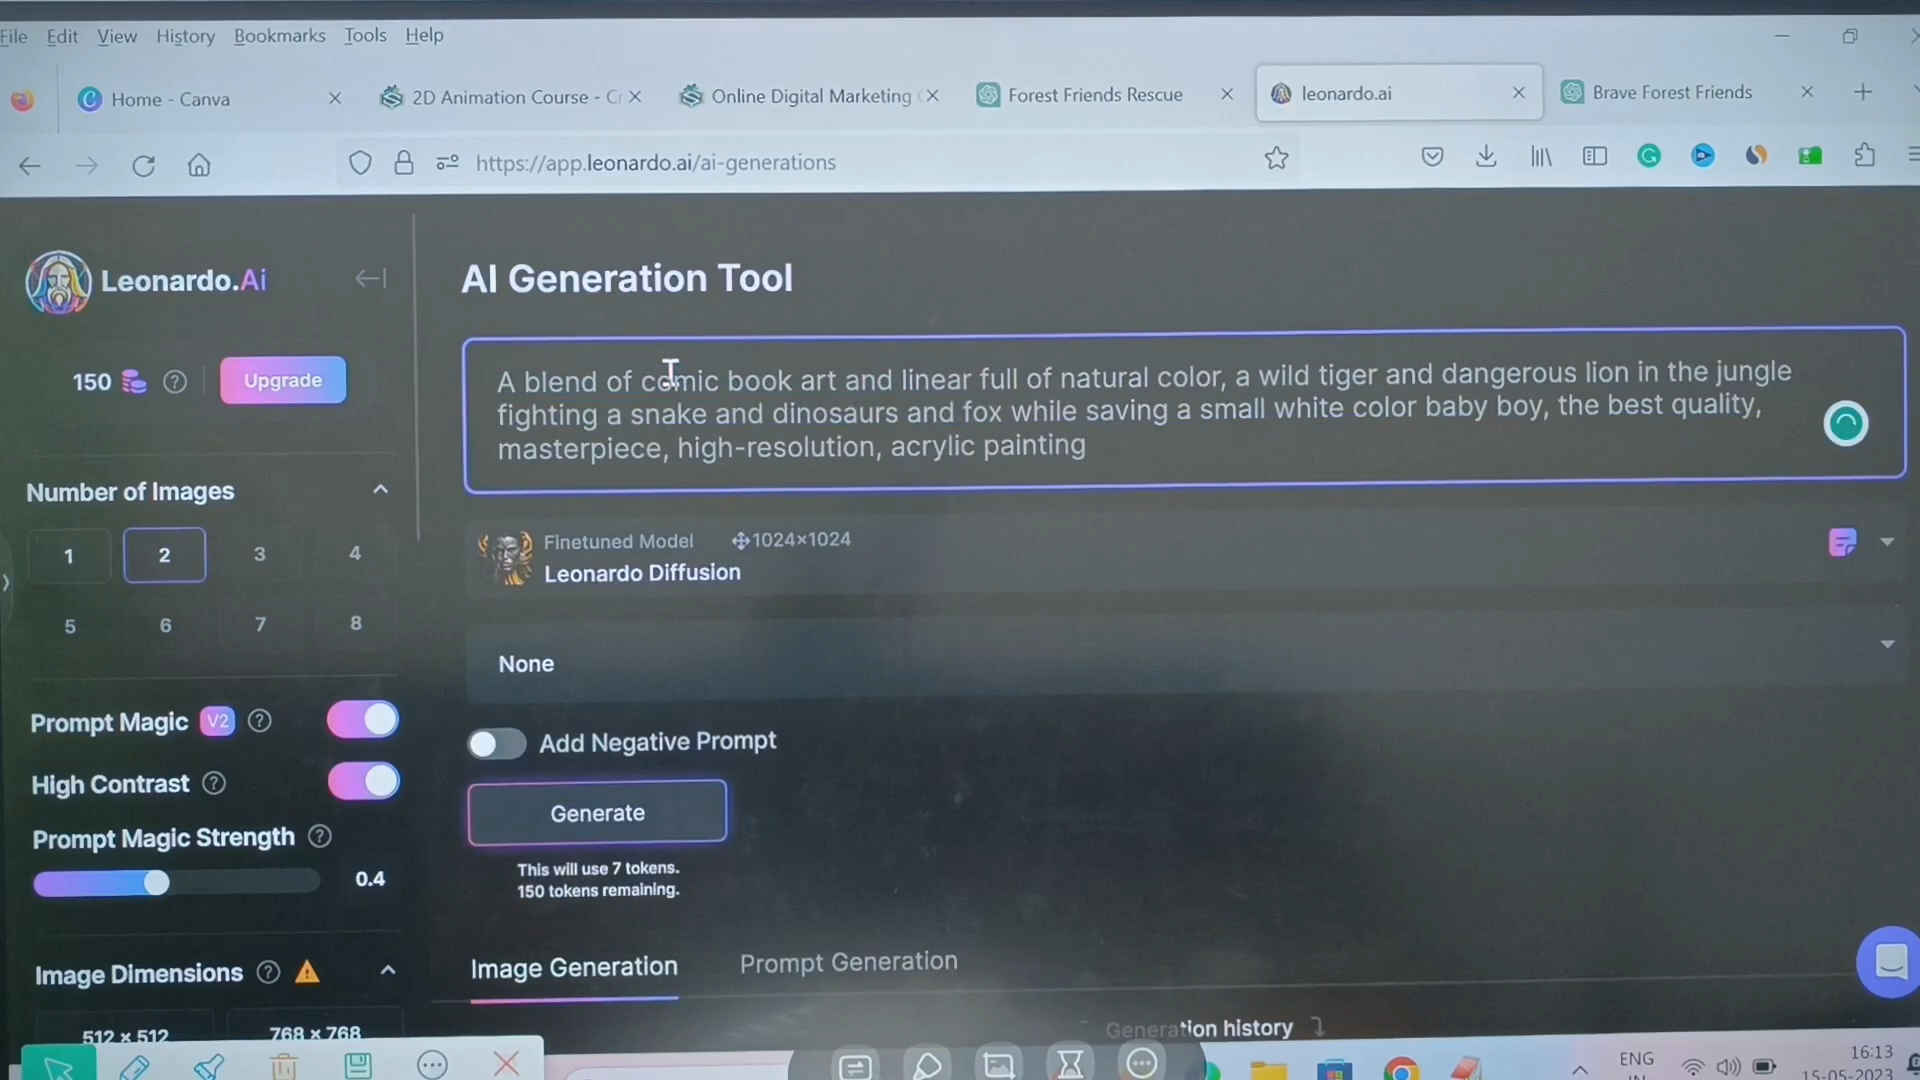 File Edit View History Bookmarks Tools Help
Home - Canva
2D Animation Course - Cr
Online Digital Marketing
Forest Friends Rescue
leonardo.ai
Brave Forest Friends
https://app.leonardo.ai/ai-generations
Leonardo.Ai
150
Upgrade
Number of Images
1 2 3 4
5 6 7 8
Prompt Magic V2
High Contrast
Prompt Magic Strength
0.4
Image Dimensions
512 × 512 768 × 768
AI Generation Tool
A blend of comic book art and linear full of natural color, a wild tiger and dangerous lion in the jungle
fighting a snake and dinosaurs and fox while saving a small white color baby boy, the best quality,
masterpiece, high-resolution, acrylic painting
Finetuned Model 1024×1024
Leonardo Diffusion
None
Add Negative Prompt
Generate
This will use 7 tokens.
150 tokens remaining.
Image Generation Prompt Generation
Generation history
ENG
IN
16:13
15-05-2023